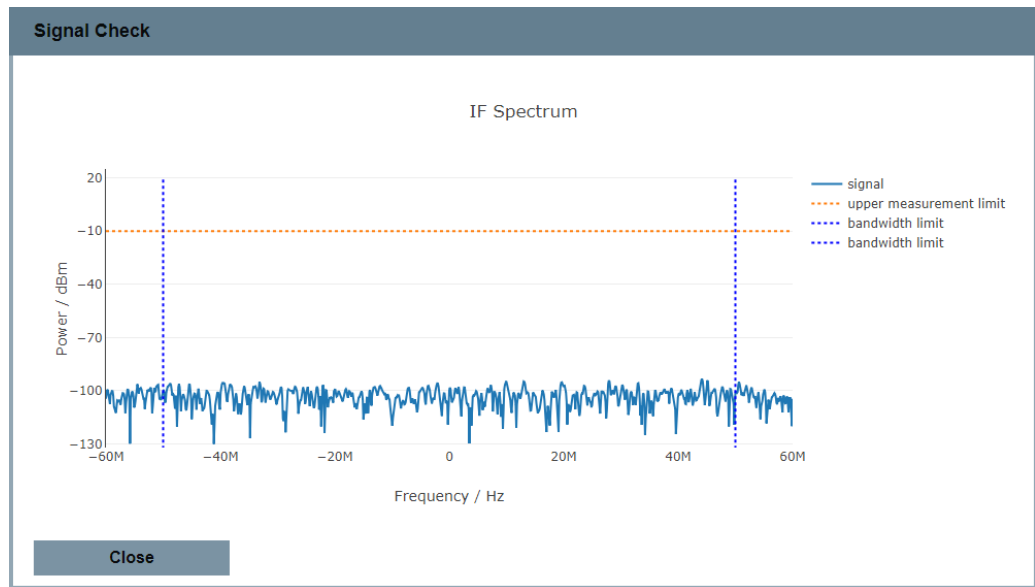 Signal Check
IF Spectrum
20
−10
−40
−70
−100
−130
Power / dBm
−60M
−40M
−20M
0
20M
40M
60M
Frequency / Hz
signal
upper measurement limit
bandwidth limit
bandwidth limit
Close